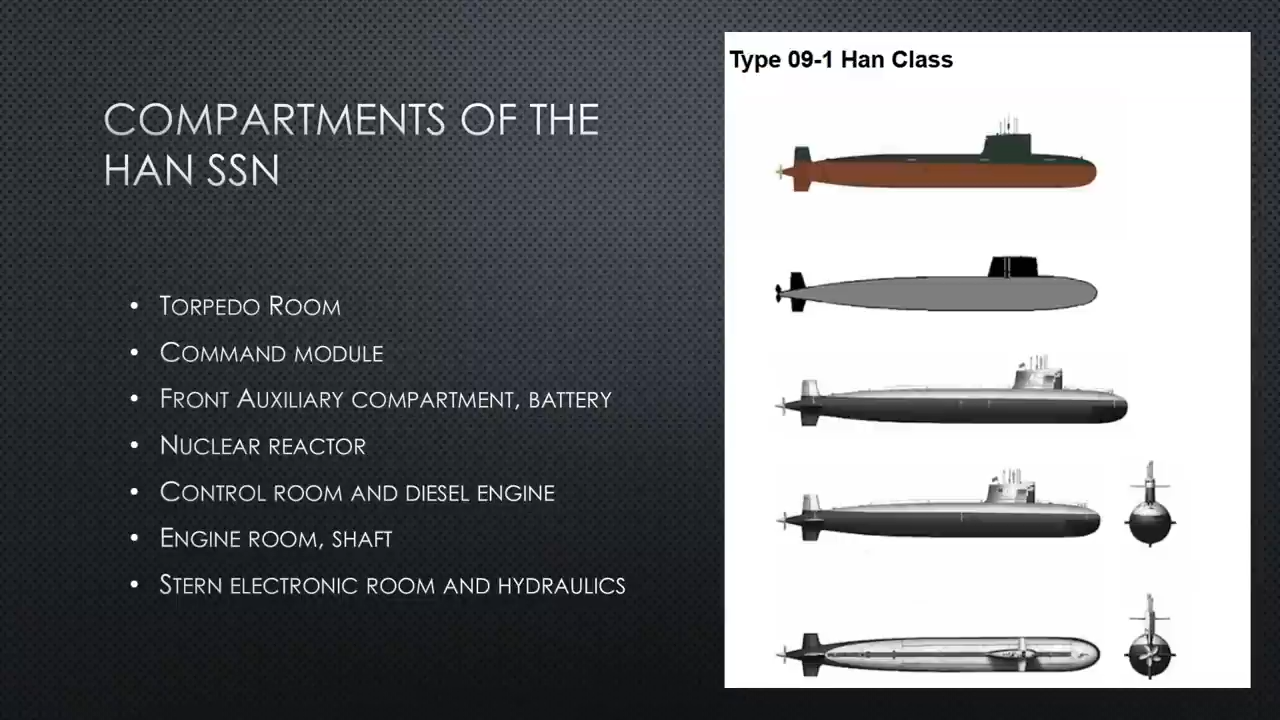 COMPARTMENTS OF THE
HAN SSN
• TORPEDO ROOM
• COMMAND MODULE
• FRONT AUXILIARY COMPARTMENT, BATTERY
• NUCLEAR REACTOR
• CONTROL ROOM AND DIESEL ENGINE
• ENGINE ROOM, SHAFT
• STERN ELECTRONIC ROOM AND HYDRAULICS
Type 09-1 Han Class